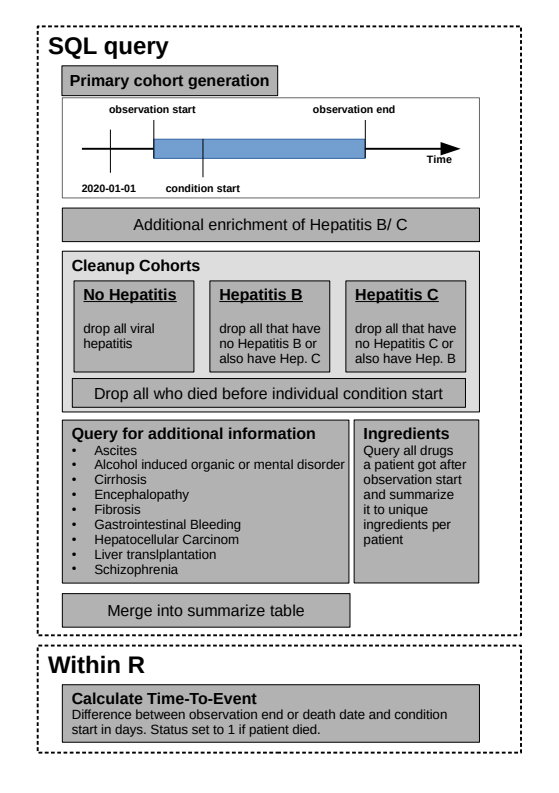 SQL query
Primary cohort generation
observation start
observation end
Time
2020-01-01
condition start
Additional enrichment of Hepatitis B/ C
Cleanup Cohorts
No Hepatitis
drop all viral
hepatitis
Hepatitis B
drop all that have
no Hepatitis B or
also have Hep. C
Hepatitis C
drop all that have
no Hepatitis C or
also have Hep. B
Drop all who died before individual condition start
Query for additional information
• Ascites
• Alcohol induced organic or mental disorder
• Cirrhosis
• Encephalopathy
• Fibrosis
• Gastrointestinal Bleeding
• Hepatocellular Carcinom
• Liver translplantation
• Schizophrenia
Ingredients
Query all drugs
a patient got after
observation start
and summarize
it to unique
ingredients per
patient
Merge into summarize table
Within R
Calculate Time-To-Event
Difference between observation end or death date and condition
start in days. Status set to 1 if patient died.